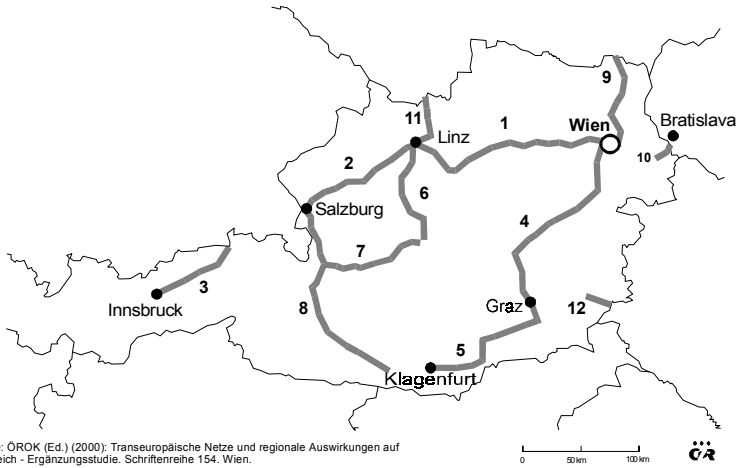 9
Bratislava
11
1
Wien
Linz
10
2
6
Salzburg
4
7
3
8
12
Innsbruck
Graz
5
Klagenfurt
: ÖROK (Ed.) (2000): Transeuropäische Netze und regionale Auswirkungen auf
eich - Ergänzungsstudie. Schriftenreihe 154. Wien.
0 50 km 100 km